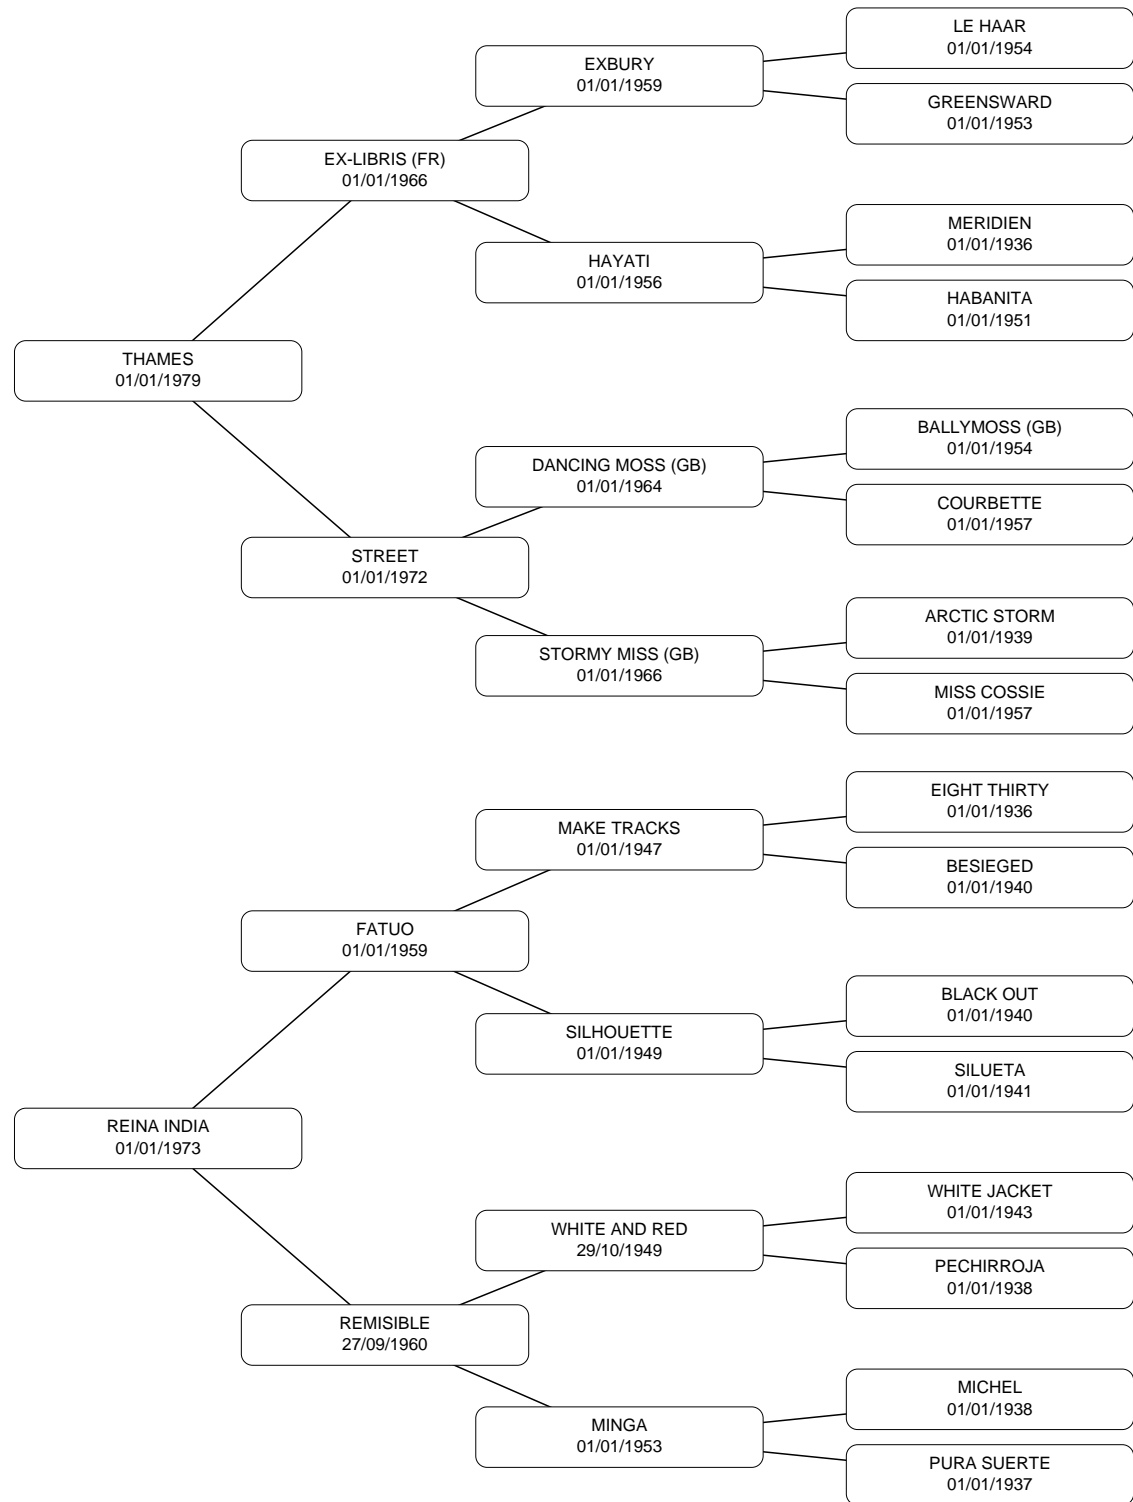 LE HAAR
01/01/1954
EXBURY
01/01/1959
GREENSWARD
01/01/1953
EX-LIBRIS (FR)
01/01/1966
MERIDIEN
01/01/1936
HAYATI
01/01/1956
HABANITA
01/01/1951
THAMES
01/01/1979
BALLYMOSS (GB)
01/01/1954
DANCING MOSS (GB)
01/01/1964
COURBETTE
01/01/1957
STREET
01/01/1972
ARCTIC STORM
01/01/1939
STORMY MISS (GB)
01/01/1966
MISS COSSIE
01/01/1957
EIGHT THIRTY
01/01/1936
MAKE TRACKS
01/01/1947
BESIEGED
01/01/1940
FATUO
01/01/1959
BLACK OUT
01/01/1940
SILHOUETTE
01/01/1949
SILUETA
01/01/1941
REINA INDIA
01/01/1973
WHITE JACKET
01/01/1943
WHITE AND RED
29/10/1949
PECHIRROJA
01/01/1938
REMISIBLE
27/09/1960
MICHEL
01/01/1938
MINGA
01/01/1953
PURA SUERTE
01/01/1937